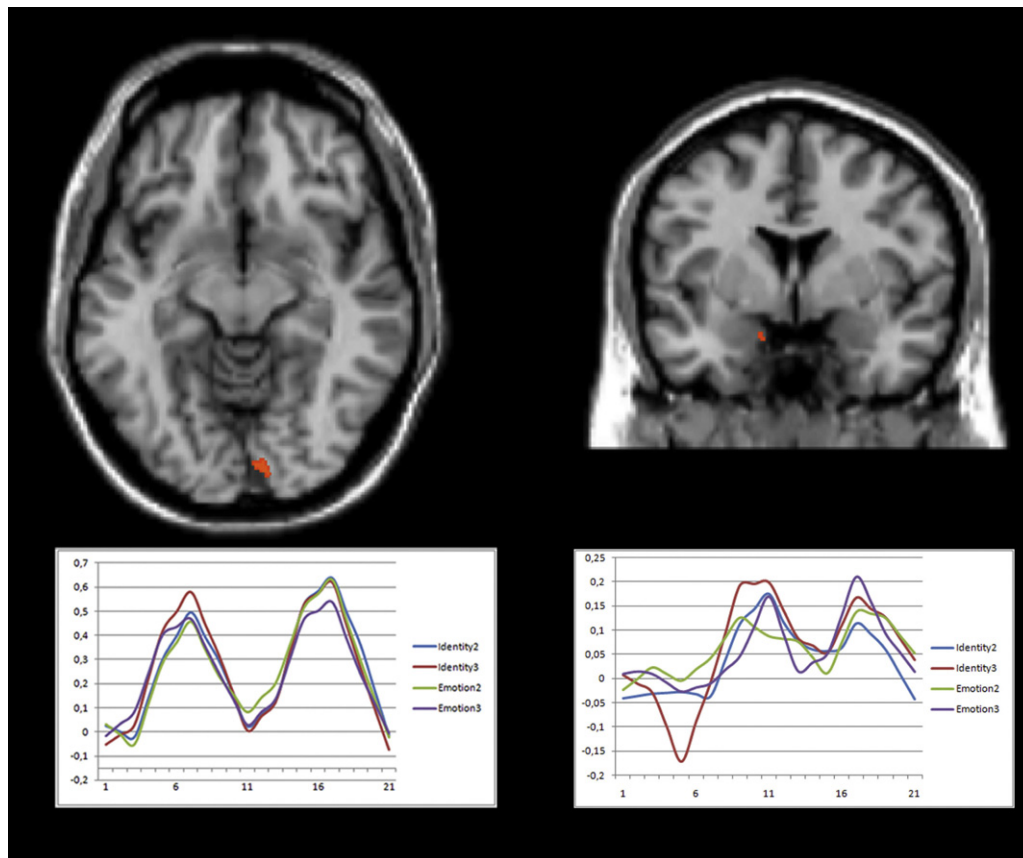 0,7
0,6
0,5
0,4
0,3
0,2
0,1
0
-0,1
-0,2
1 6 11 16 21
Identity2
Identity3
Emotion2
Emotion3
0,25
0,2
0,15
0,1
0,05
0
-0,05
-0,1
-0,15
-0,2
1 6 11 16 21
Identity2
Identity3
Emotion2
Emotion3